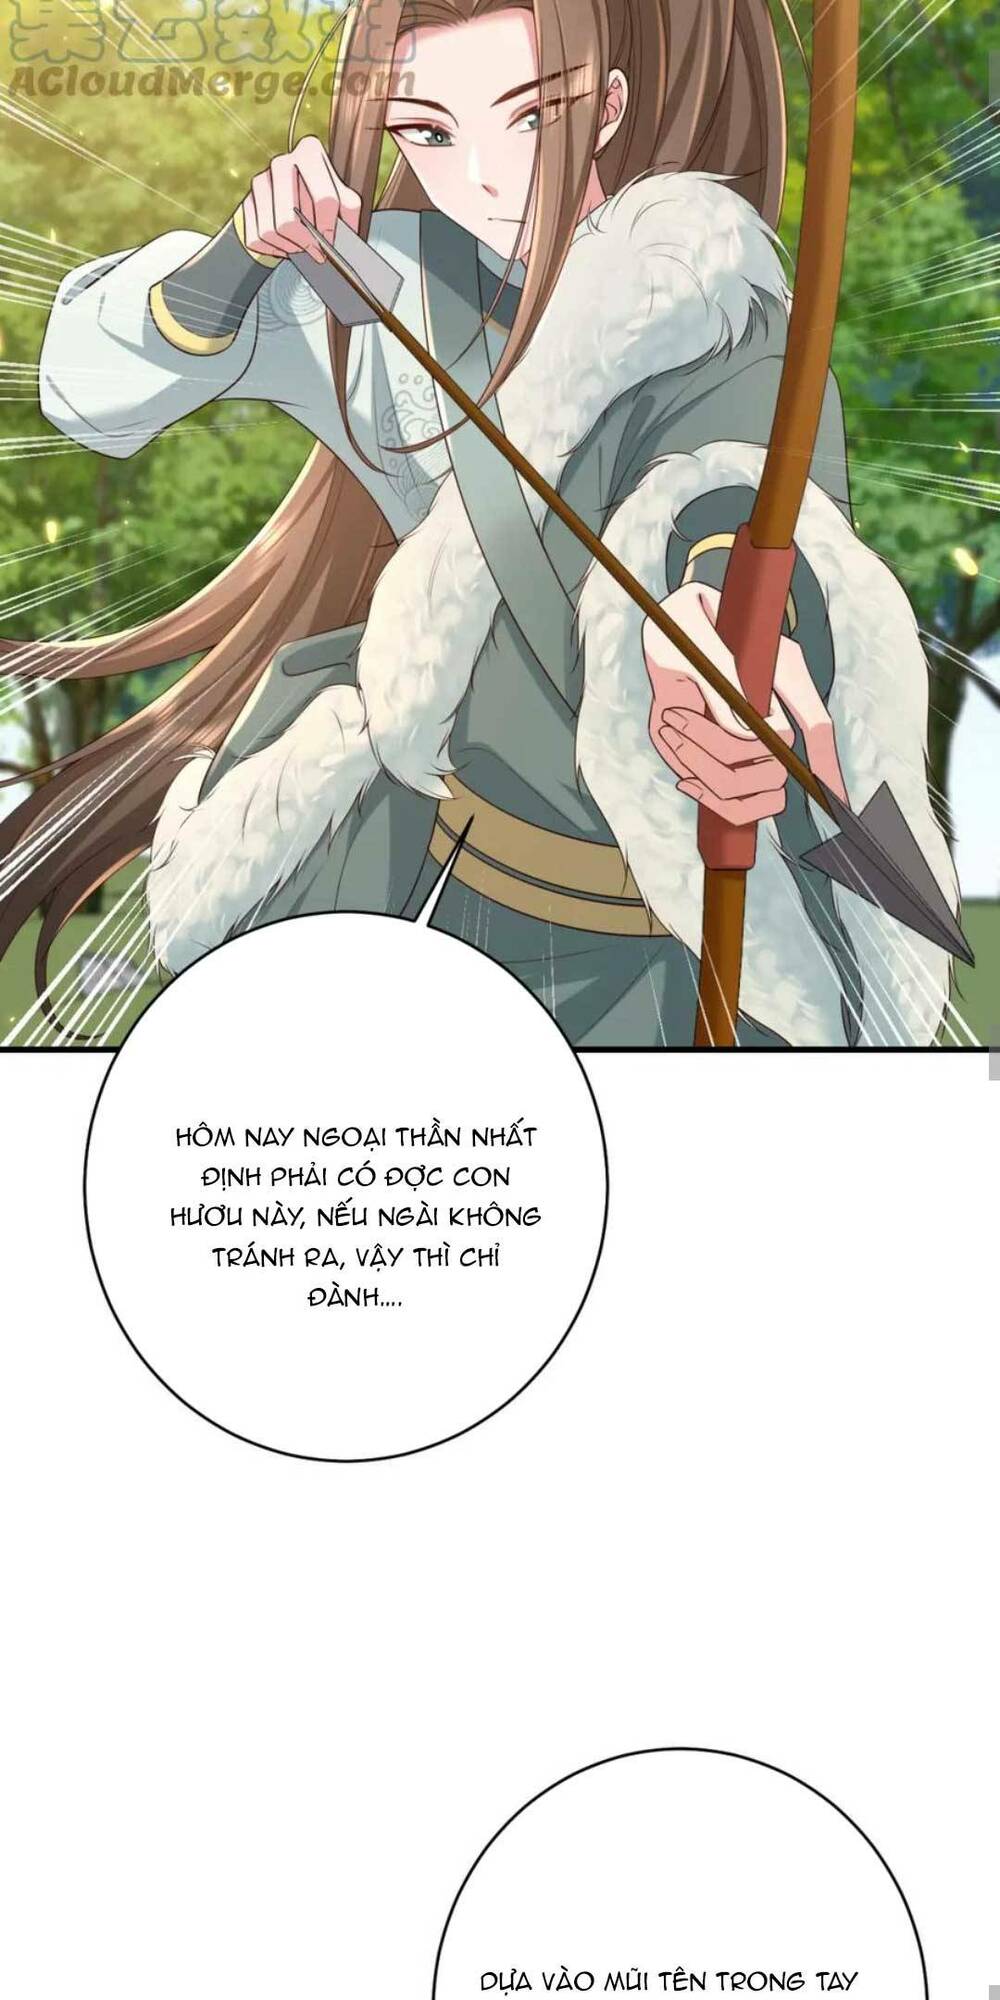 AcloudMerge.com
HÔM NAY NGOẠI THẦN NHẤT
ĐỊNH PHẢI CÓ ĐỢC CON
HƯƠU NÀY, NẾU NGÀI KHÔNG
TRÁNH RA, VẬY THÌ CHỈ
ĐÀNH....
DỰA VÀO MŨI TÊN TRONG TAY